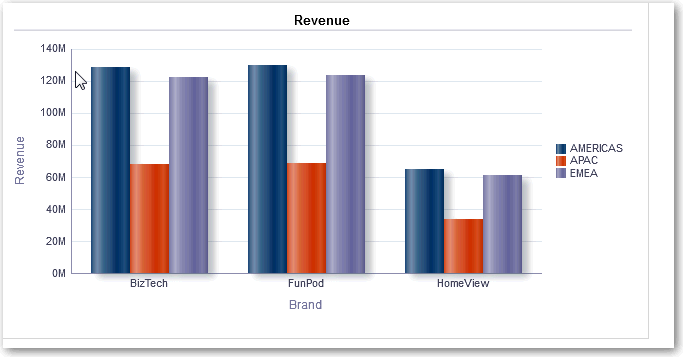 Revenue
140M
120M
100M
80M
60M
40M
20M
0M
Revenue
BizTech FunPod HomeView
Brand
AMERICAS
APAC
EMEA